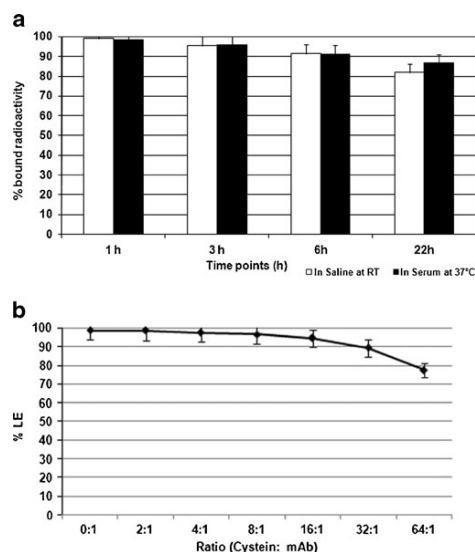 a
100
90
80
70
60
50
40
30
20
10
0
% bound radioactivity
1 h 3 h 6h 22h
Time points (h)
In Saline at RT In Serum at 37°C
b
100
90
80
70
60
50
40
30
20
10
0
% LE
0:1 2:1 4:1 8:1 16:1 32:1 64:1
Ratio (Cystein: mAb)